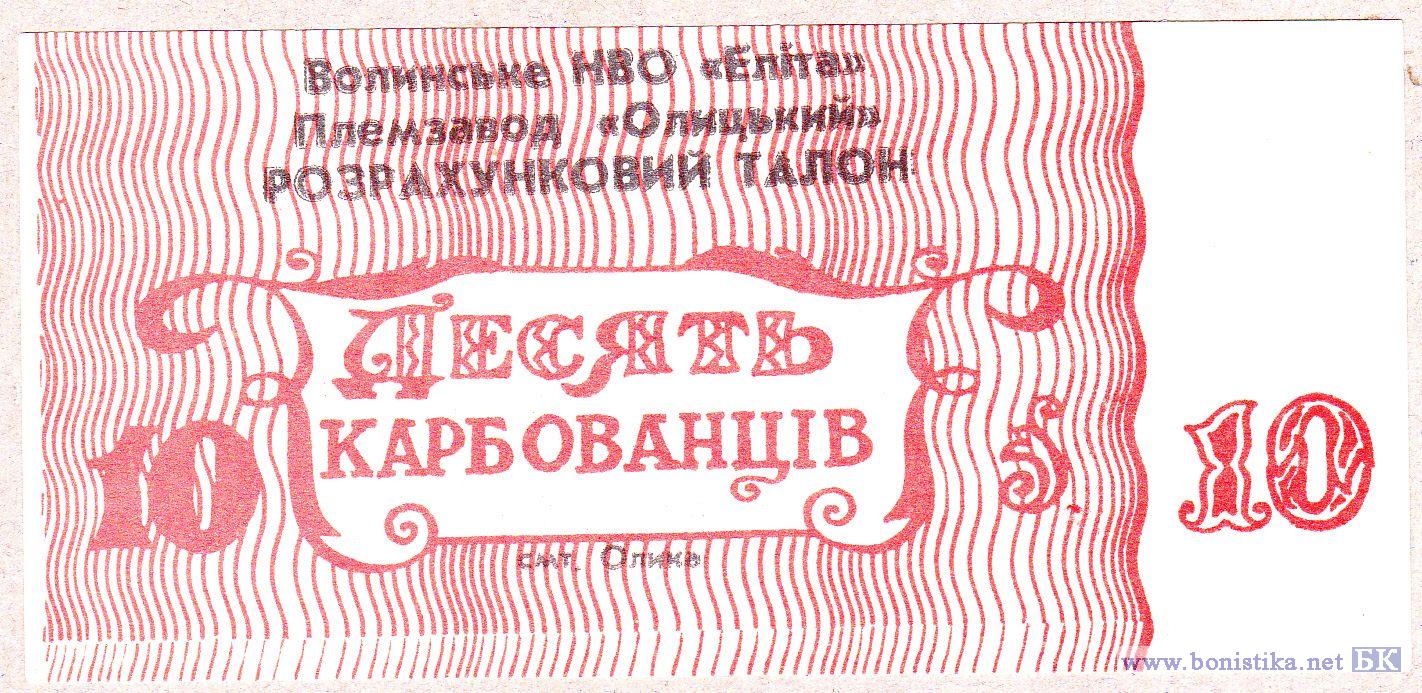 Волинське НВО «Еліта»
Племзавод «Олицький»
РОЗРАХУНКОВИЙ ТАЛОН
ДЕСЯТЬ
КАРБОВАНЦІВ
10
5
10
смт. Олика
www.bonistika.net БК